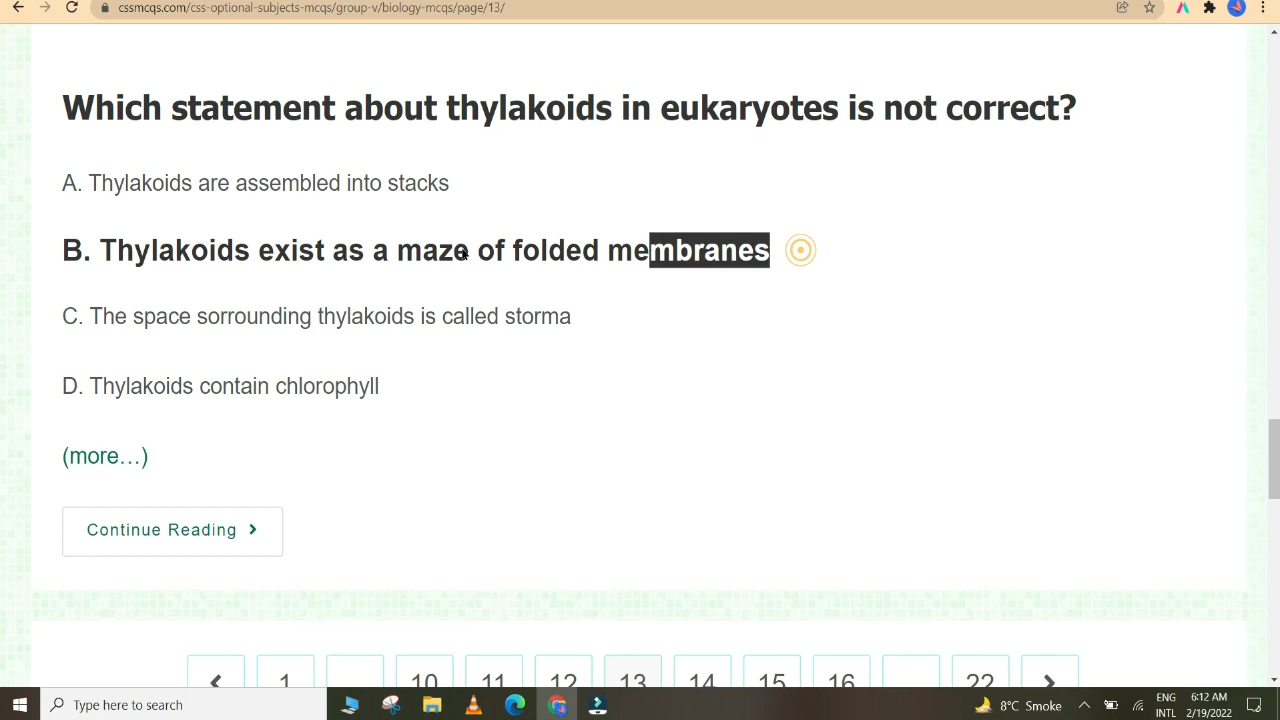 cssmcqs.com/css-optional-subjects-mcqs/group-v/biology-mcqs/page/13/
Which statement about thylakoids in eukaryotes is not correct?
A. Thylakoids are assembled into stacks
B. Thylakoids exist as a maze of folded membranes
C. The space sorrounding thylakoids is called storma
D. Thylakoids contain chlorophyll
(more…)
Continue Reading
1 10 11 12 13 14 15 16 22
Type here to search
8°C Smoke
ENG
INTL
6:12 AM
2/19/2022